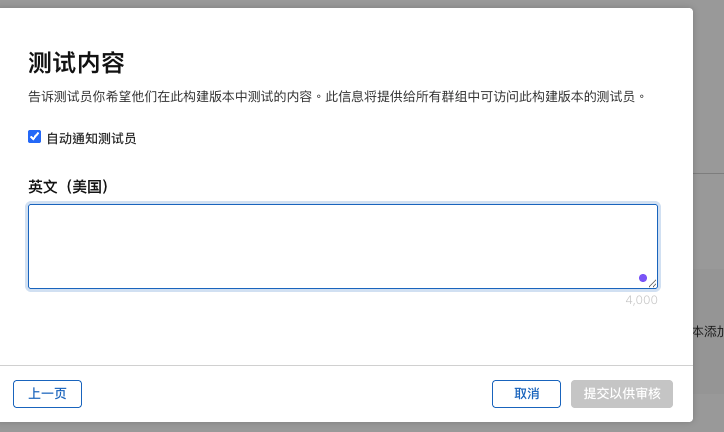 测试内容
告诉测试员你希望他们在此构建版本中测试的内容。此信息将提供给所有群组中可访问此构建版本的测试员。
自动通知测试员
英文（美国）
4,000
本添加
上一页
取消
提交以供审核